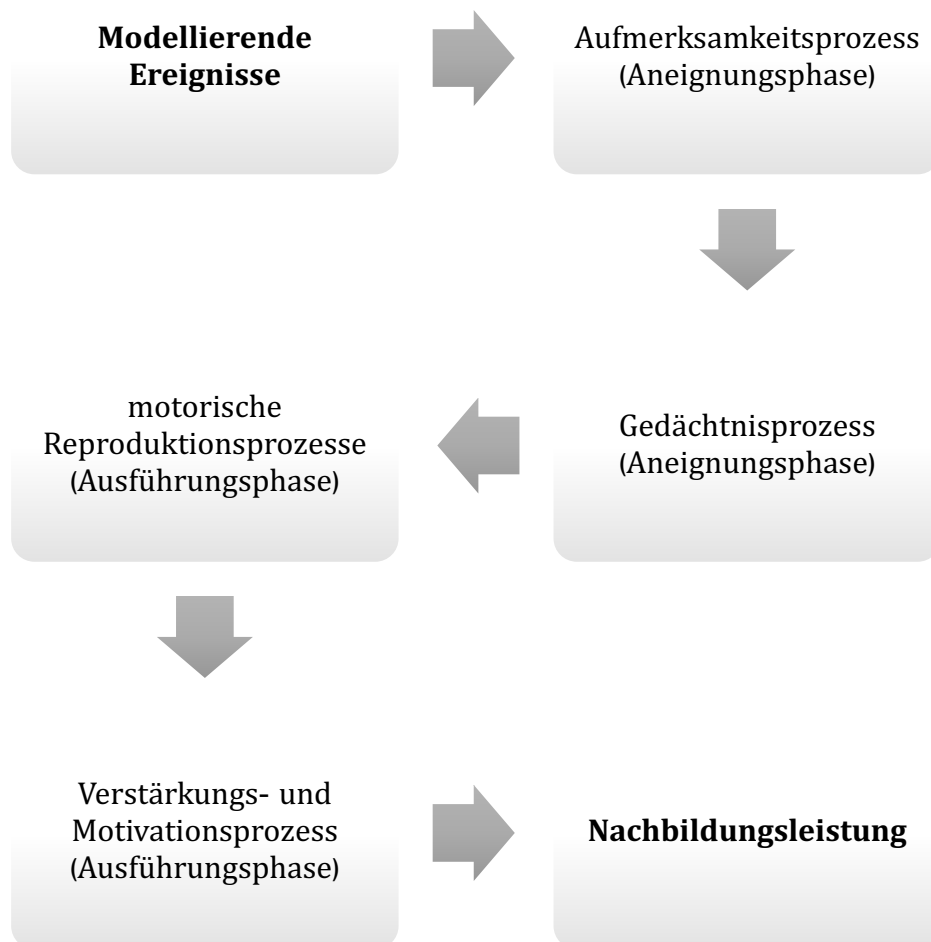 Modellierende
Ereignisse
Aufmerksamkeitsprozess
(Aneignungsphase)
Gedächtnisprozess
(Aneignungsphase)
motorische
Reproduktionsprozesse
(Ausführungsphase)
Verstärkungs- und
Motivationsprozess
(Ausführungsphase)
Nachbildungsleistung